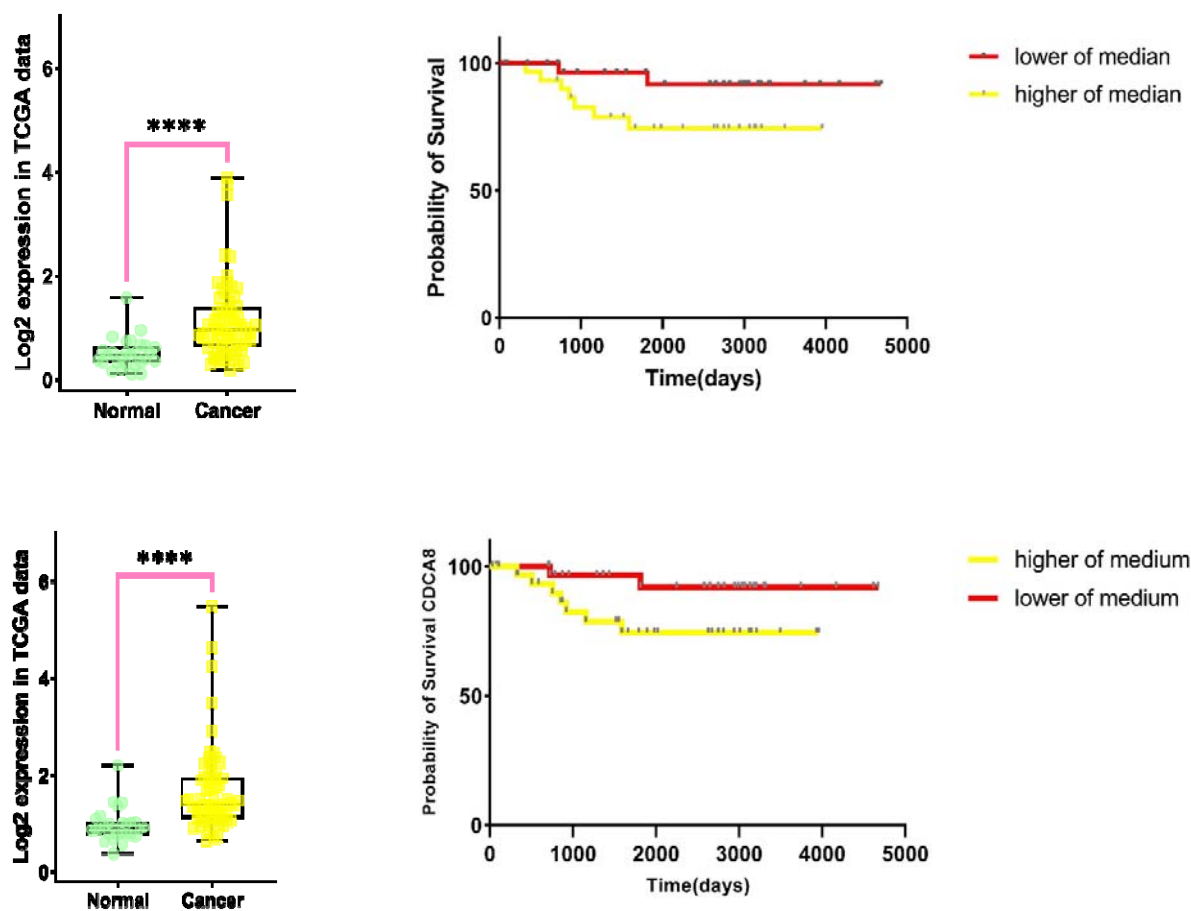 Log2 expression in TCGA data
6
4
2
0
****
Normal Cancer
Probability of Survival
100
50
0
0 1000 2000 3000 4000 5000
Time(days)
lower of median
higher of median
Log2 expression in TCGA data
6
4
2
0
****
Normal Cancer
Probability of Survival CDCA8
100
50
0
0 1000 2000 3000 4000 5000
Time(days)
higher of medium
lower of medium